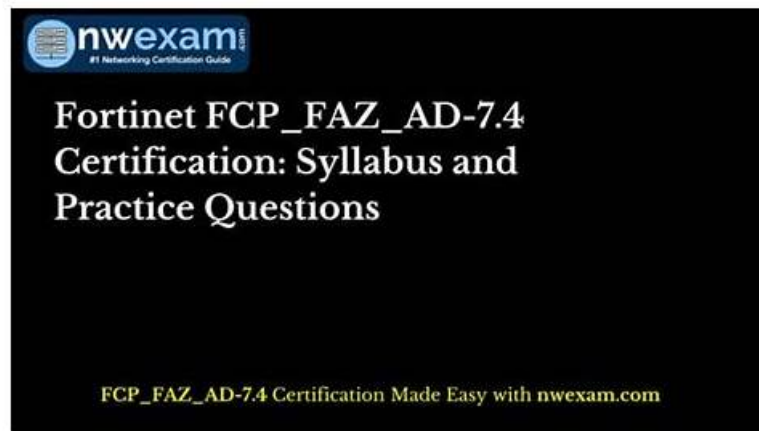 nwexam.com
#1 Networking Certification Guide
Fortinet FCP_FAZ_AD-7.4
Certification: Syllabus and
Practice Questions
FCP_FAZ_AD-7.4 Certification Made Easy with nwexam.com